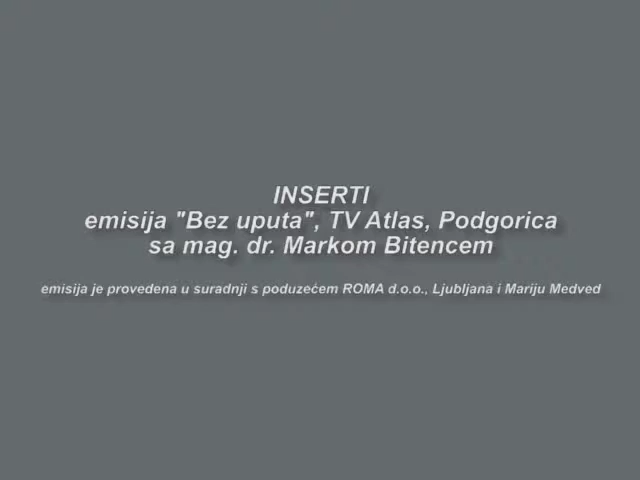 INSERTI
emisija "Bez uputa", TV Atlas, Podgorica
sa mag. dr. Markom Bitencem
emisija je provedena u suradnji s poduzećem ROMA d.o.o., Ljubljana i Mariju Medved